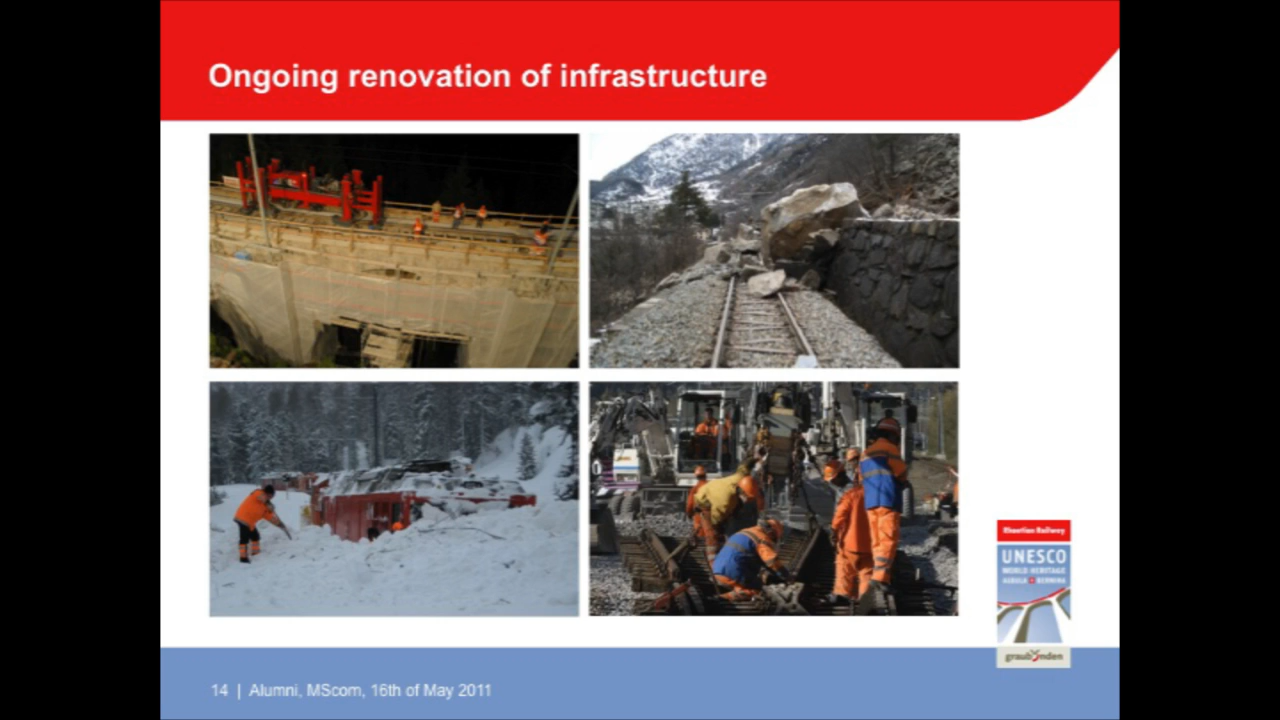 Ongoing renovation of infrastructure
Rhaetian Railway
UNESCO
WORLD HERITAGE
ALBULA BERNINA
graubünden
14 | Alumni, MScom, 16th of May 2011